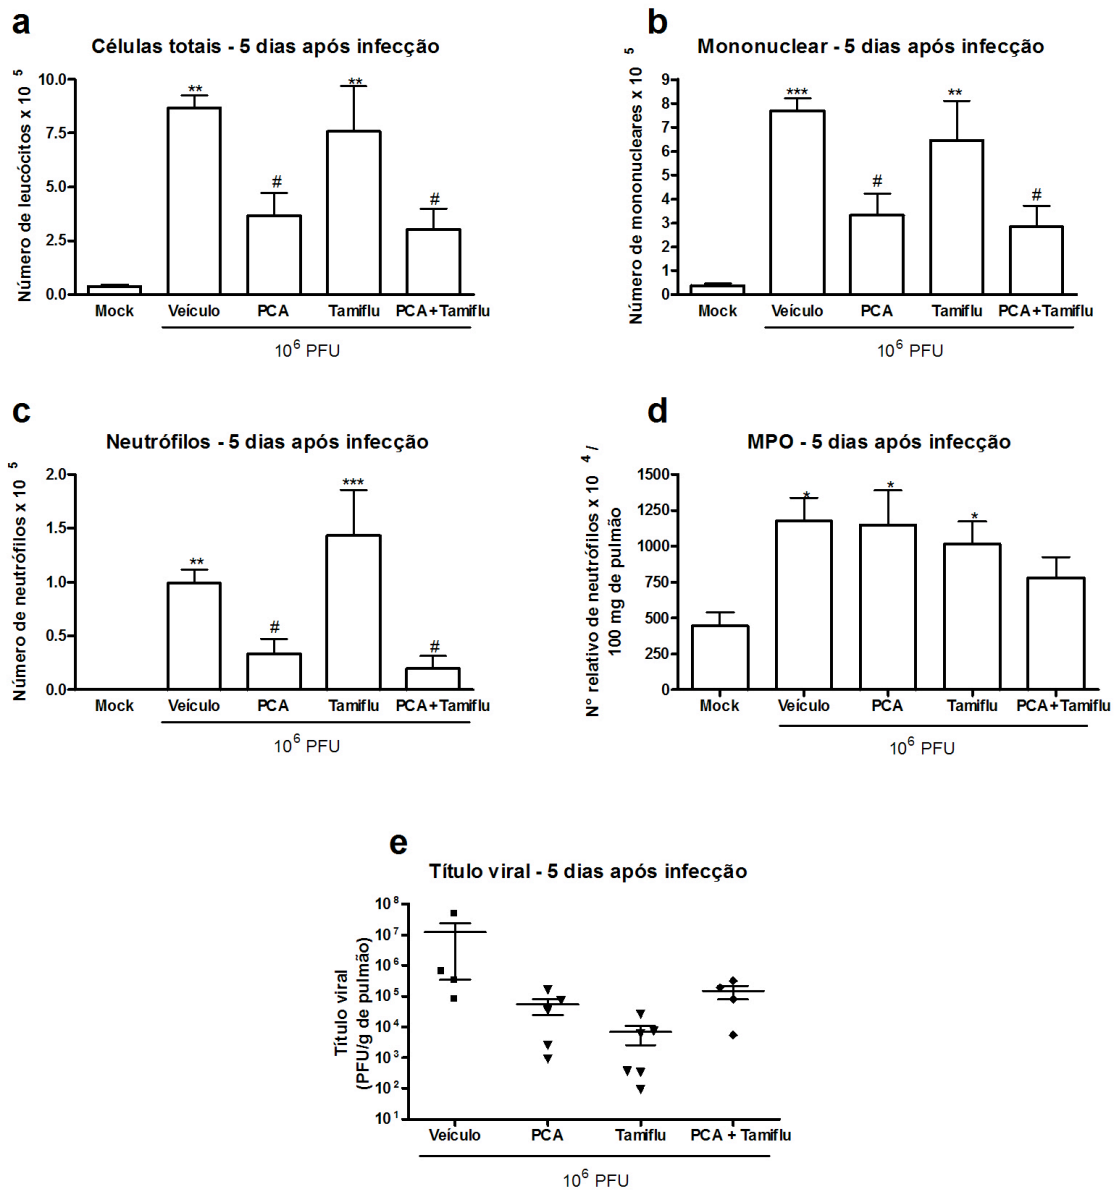 a
Células totais - 5 dias após infecção
Número de leucócitos x 10 5
10.0
7.5
5.0
2.5
0.0
**
#
**
#
Mock Veículo PCA Tamiflu PCA+Tamiflu
10 6 PFU
b
Mononuclear - 5 dias após infecção
Número de mononucleares x 10 5
9
8
7
6
5
4
3
2
1
0
***
#
**
#
Mock Veículo PCA Tamiflu PCA+Tamiflu
10 6 PFU
c
Neutrófilos - 5 dias após infecção
Número de neutrófilos x 10 5
2.0
1.5
1.0
0.5
0.0
**
#
***
#
Mock Veículo PCA Tamiflu PCA+Tamiflu
10 6 PFU
d
MPO - 5 dias após infecção
N° relativo de neutrófilos x 10 4 /
100 mg de pulmão
1500
1250
1000
750
500
250
0
*
*
*
Mock Veículo PCA Tamiflu PCA+Tamiflu
10 6 PFU
e
Título viral - 5 dias após infecção
Título viral
(PFU/g de pulmão)
10 8
10 7
10 6
10 5
10 4
10 3
10 2
10 1
Veículo PCA Tamiflu PCA + Tamiflu
10 6 PFU